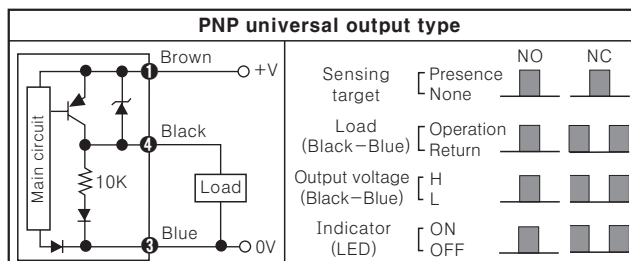 PNP universal output type
Main circuit
10K
1
Brown
+V
4
Black
Load
3
Blue
0V
NO
NC
Sensing target
Presence
None
Load (Black-Blue)
Operation
Return
Output voltage (Black-Blue)
H
L
Indicator (LED)
ON
OFF